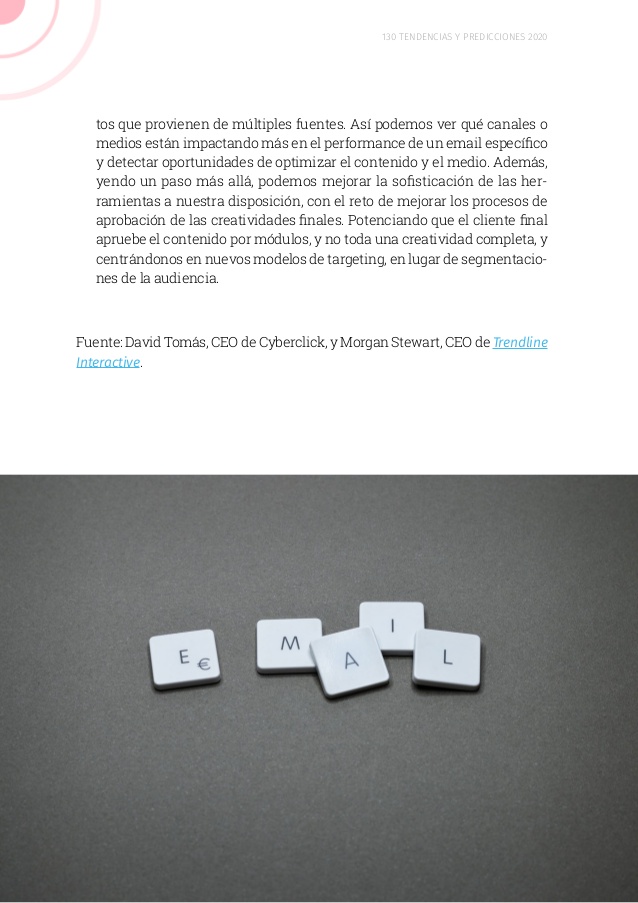 130 TENDENCIAS Y PREDICCIONES 2020
tos que provienen de múltiples fuentes. Así podemos ver qué canales o
medios están impactando más en el performance de un email específico
y detectar oportunidades de optimizar el contenido y el medio. Además,
yendo un paso más allá, podemos mejorar la sofisticación de las her-
ramientas a nuestra disposición, con el reto de mejorar los procesos de
aprobación de las creatividades finales. Potenciando que el cliente final
apruebe el contenido por módulos, y no toda una creatividad completa, y
centrándonos en nuevos modelos de targeting, en lugar de segmentacio-
nes de la audiencia.
Fuente: David Tomás, CEO de Cyberclick, y Morgan Stewart, CEO de Trendline
Interactive.
E € M A I L